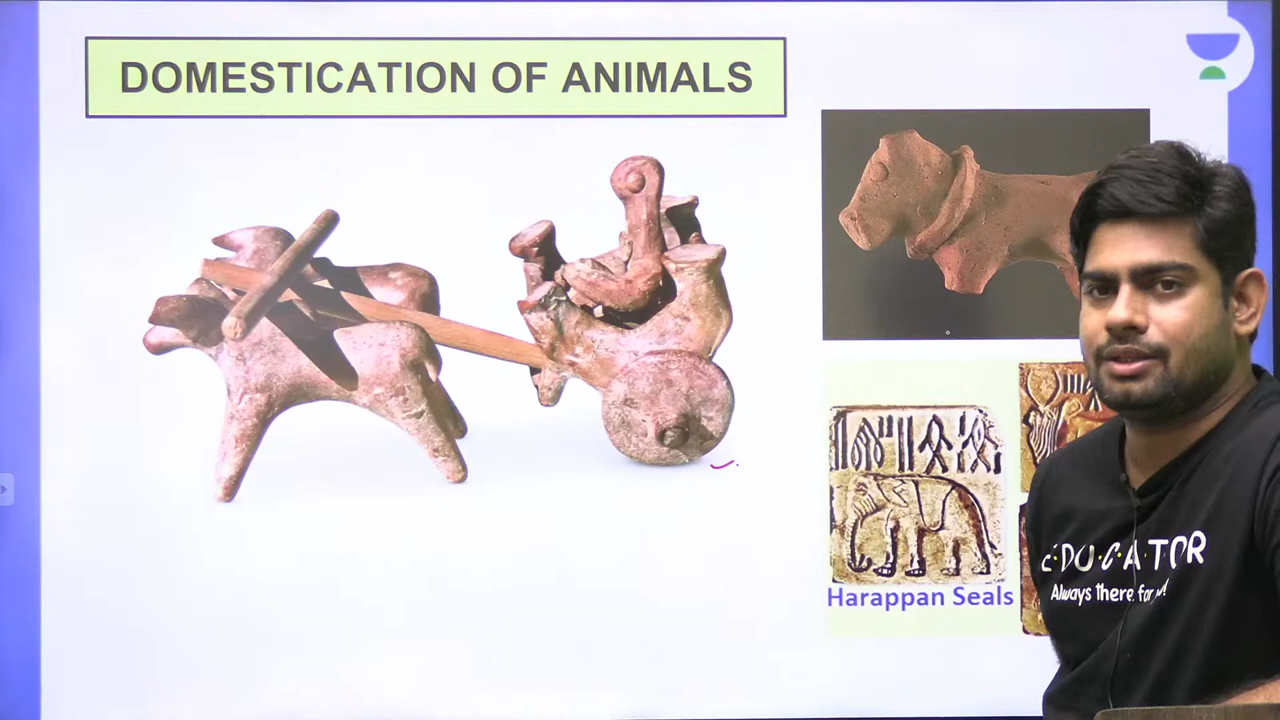 DOMESTICATION OF ANIMALS
Harappan Seals
EDUCATOR
Always there for